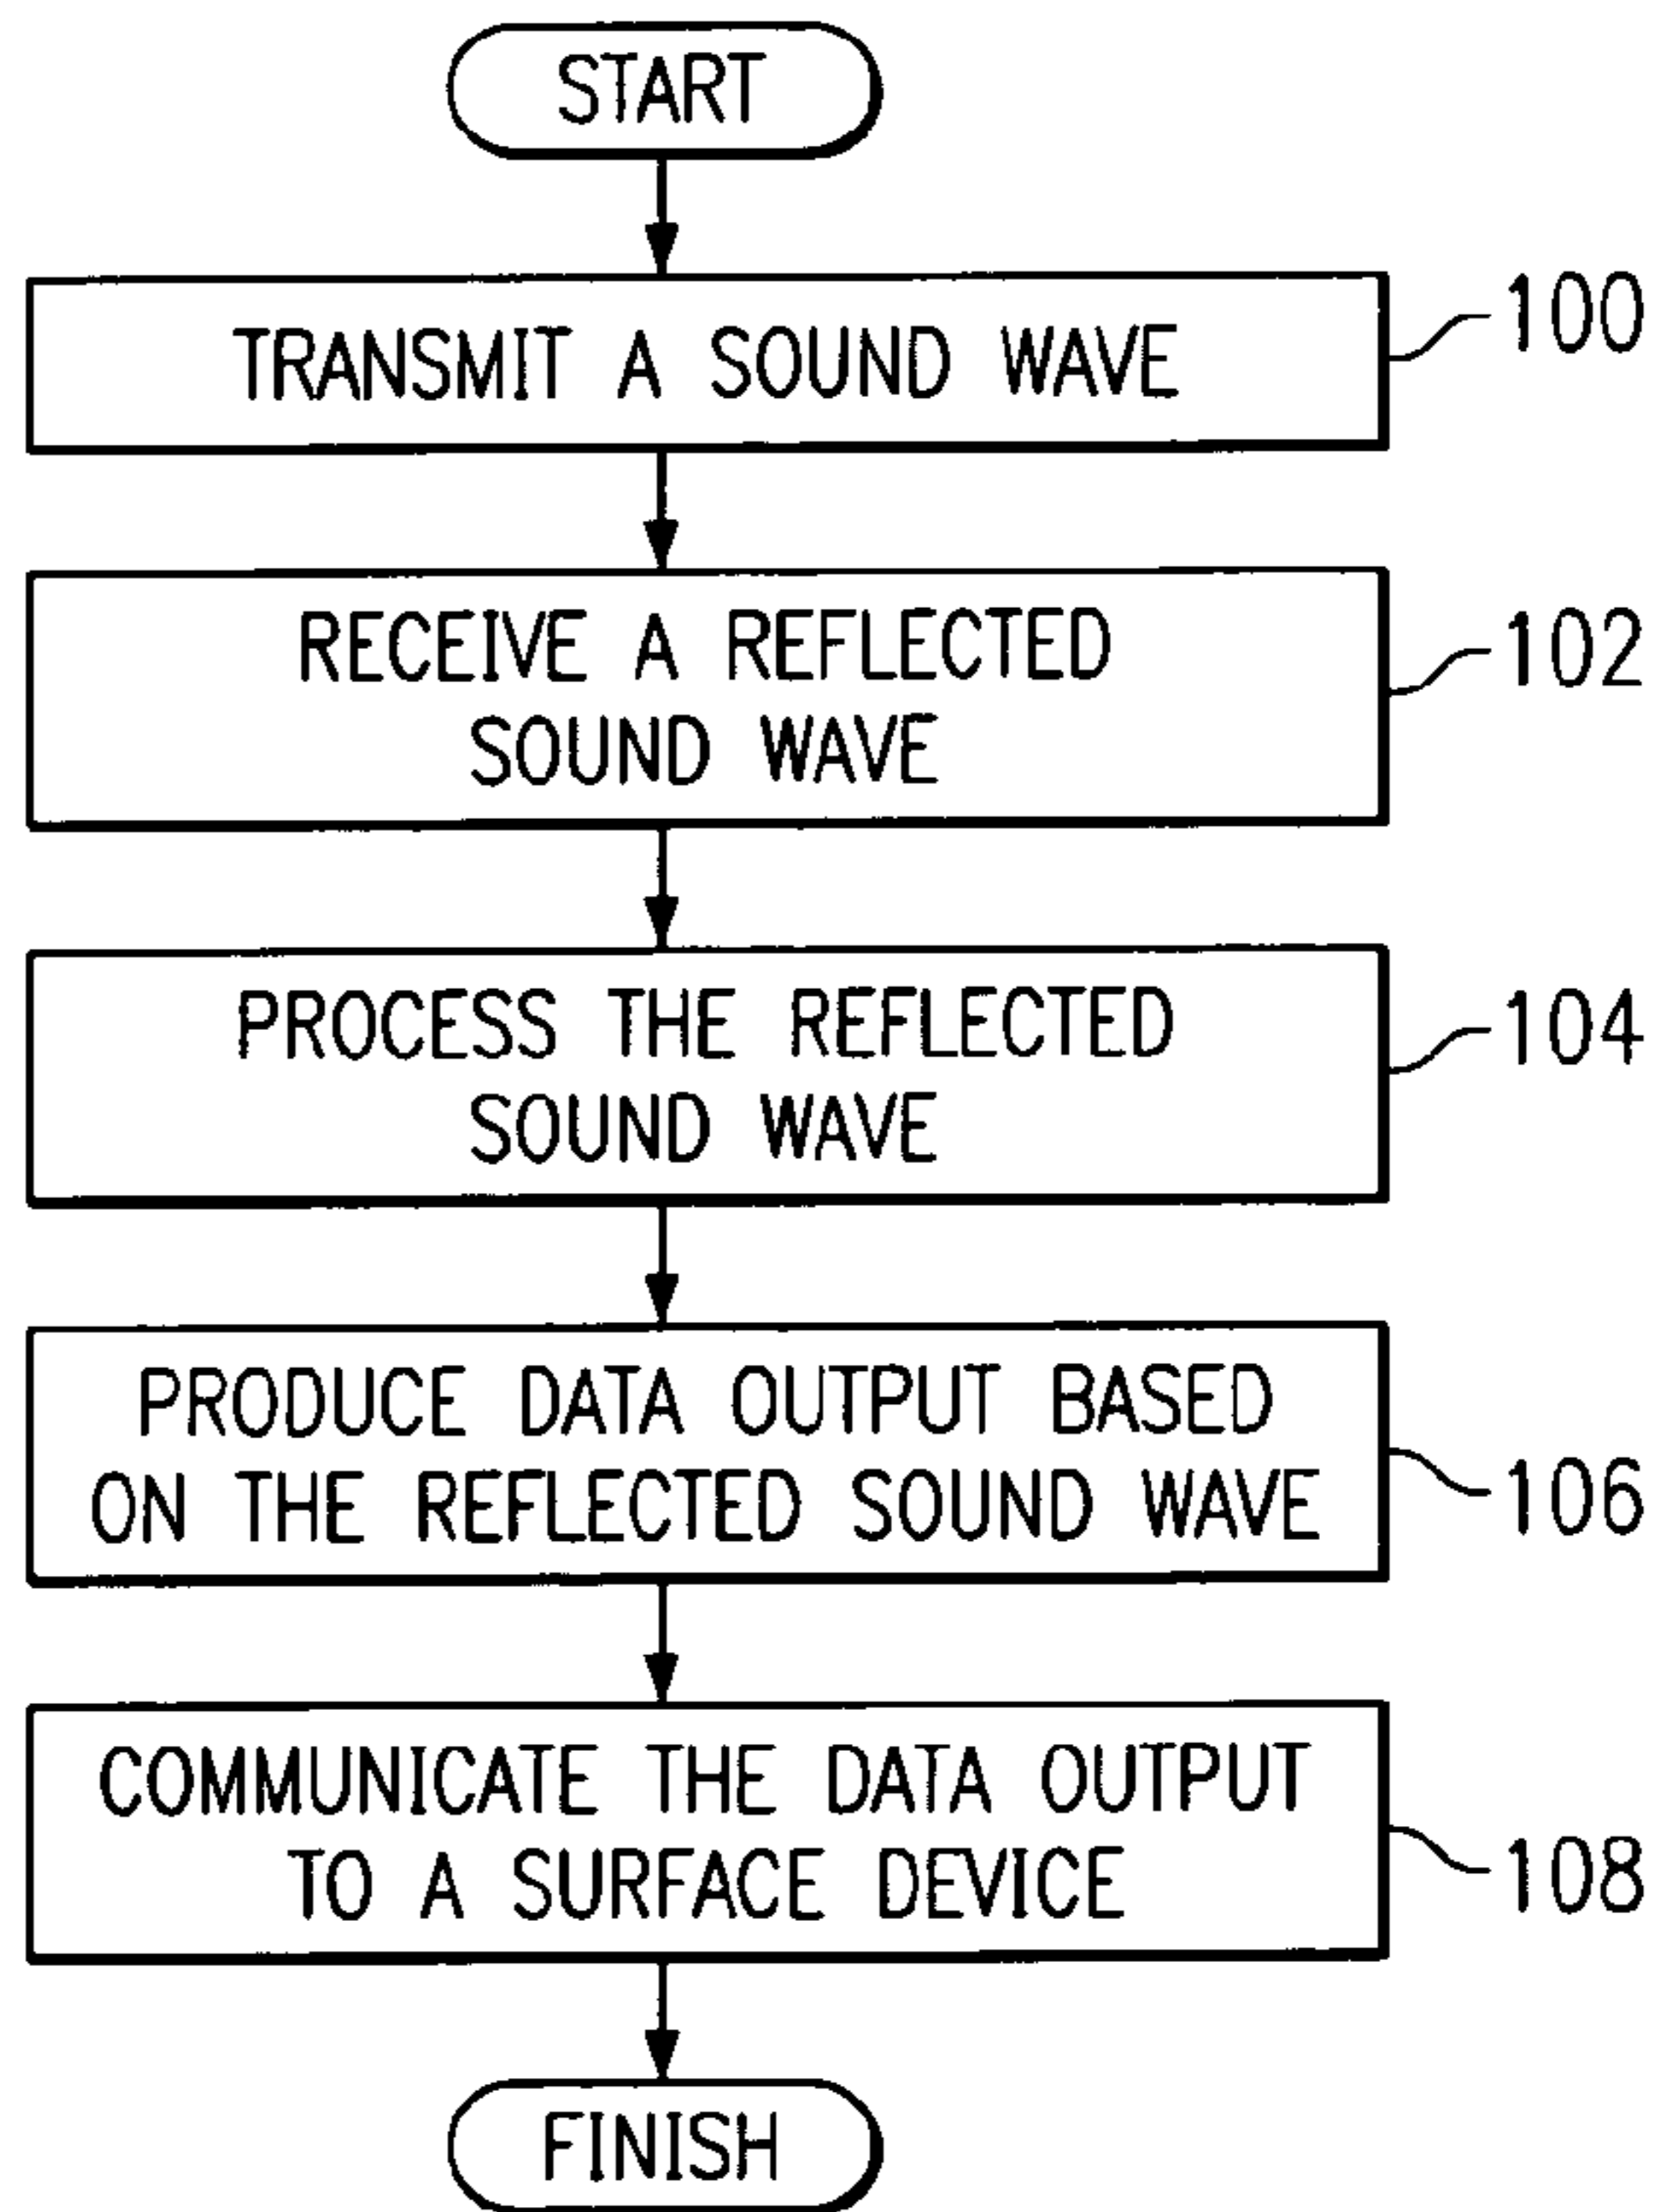 START
TRANSMIT A SOUND WAVE
100
RECEIVE A REFLECTED
SOUND WAVE
102
PROCESS THE REFLECTED
SOUND WAVE
104
PRODUCE DATA OUTPUT BASED
ON THE REFLECTED SOUND WAVE
106
COMMUNICATE THE DATA OUTPUT
TO A SURFACE DEVICE
108
FINISH